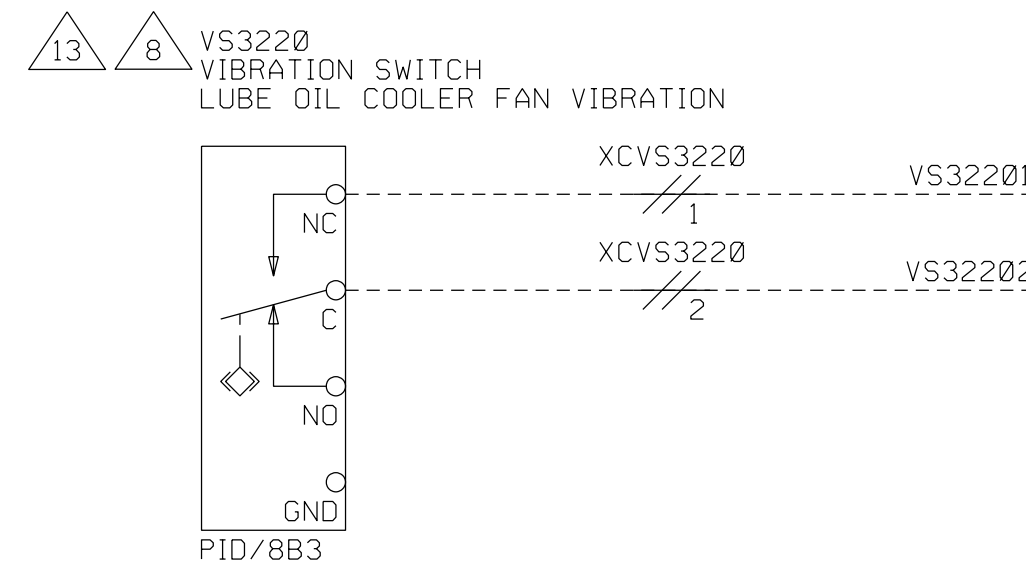 13 8 VS3220
VIBRATION SWITCH
LUBE OIL COOLER FAN VIBRATION
XCVS3220
VS32201
NC
1
XCVS3220
VS32202
C
2
NO
GND
PID/8B3